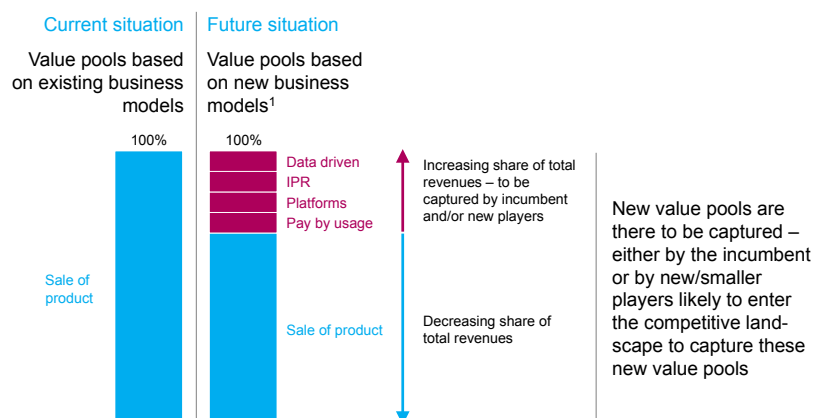 Current situation
Value pools based
on existing business
models
100%
Sale of
product
Future situation
Value pools based
on new business
models¹
100%
Data driven
IPR
Platforms
Pay by usage
Sale of product
Increasing share of total
revenues – to be
captured by incumbent
and/or new players
Decreasing share of
total revenues
New value pools are
there to be captured –
either by the incumbent
or by new/smaller
players likely to enter
the competitive land-
scape to capture these
new value pools